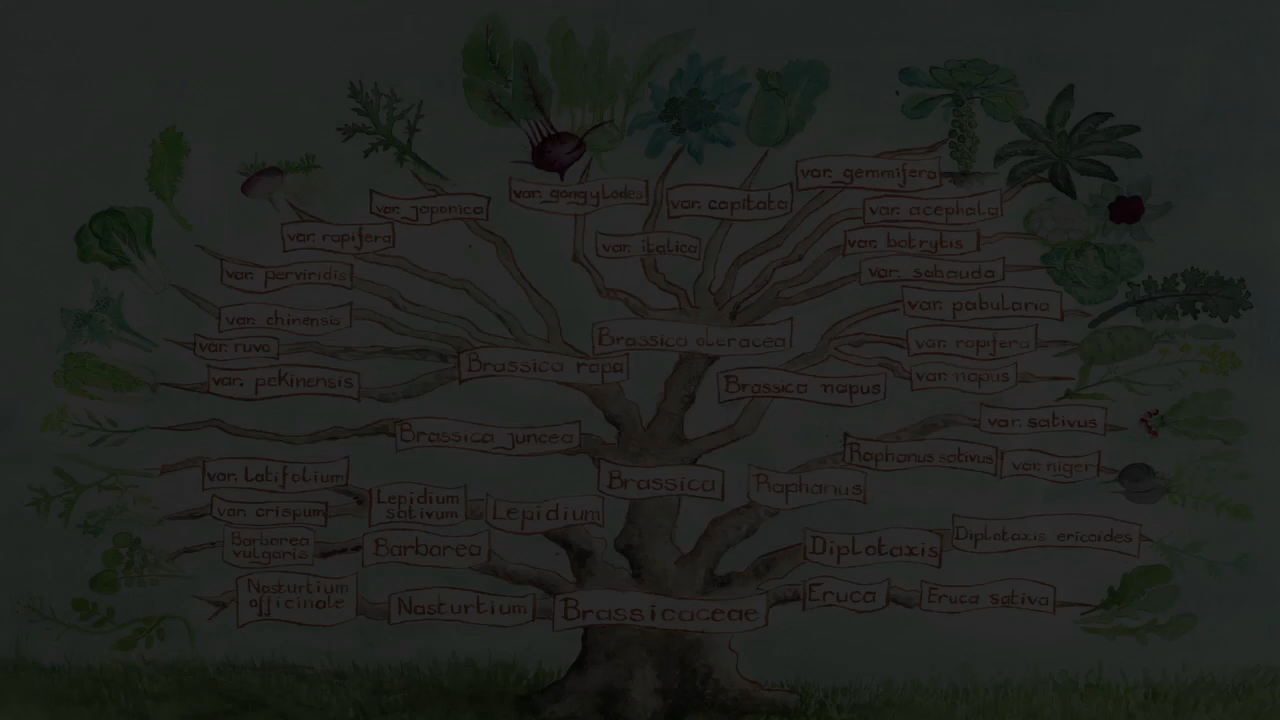 var. gemmifera
var. gongylodes
var. capitata
var. japonica
var. acephala
var. rapifera
var. italica
var. botrytis
var. perviridis
var. sabauda
var. pabularia
var. chinensis
var. ruvo
Brassica oleracea
var. rapifera
Brassica rapa
var. pekinensis
Brassica napus
var. napus
var. sativus
Brassica juncea
Raphanus sativus
var. niger
var. latifolium
Brassica
Raphanus
Lepidium
sativum
var. crispum
Lepidium
Barbarea
vulgaris
Barbarea
Diplotaxis
Diplotaxis ericoides
Nasturtium
officinale
Nasturtium
Brassicaceae
Eruca
Eruca sativa